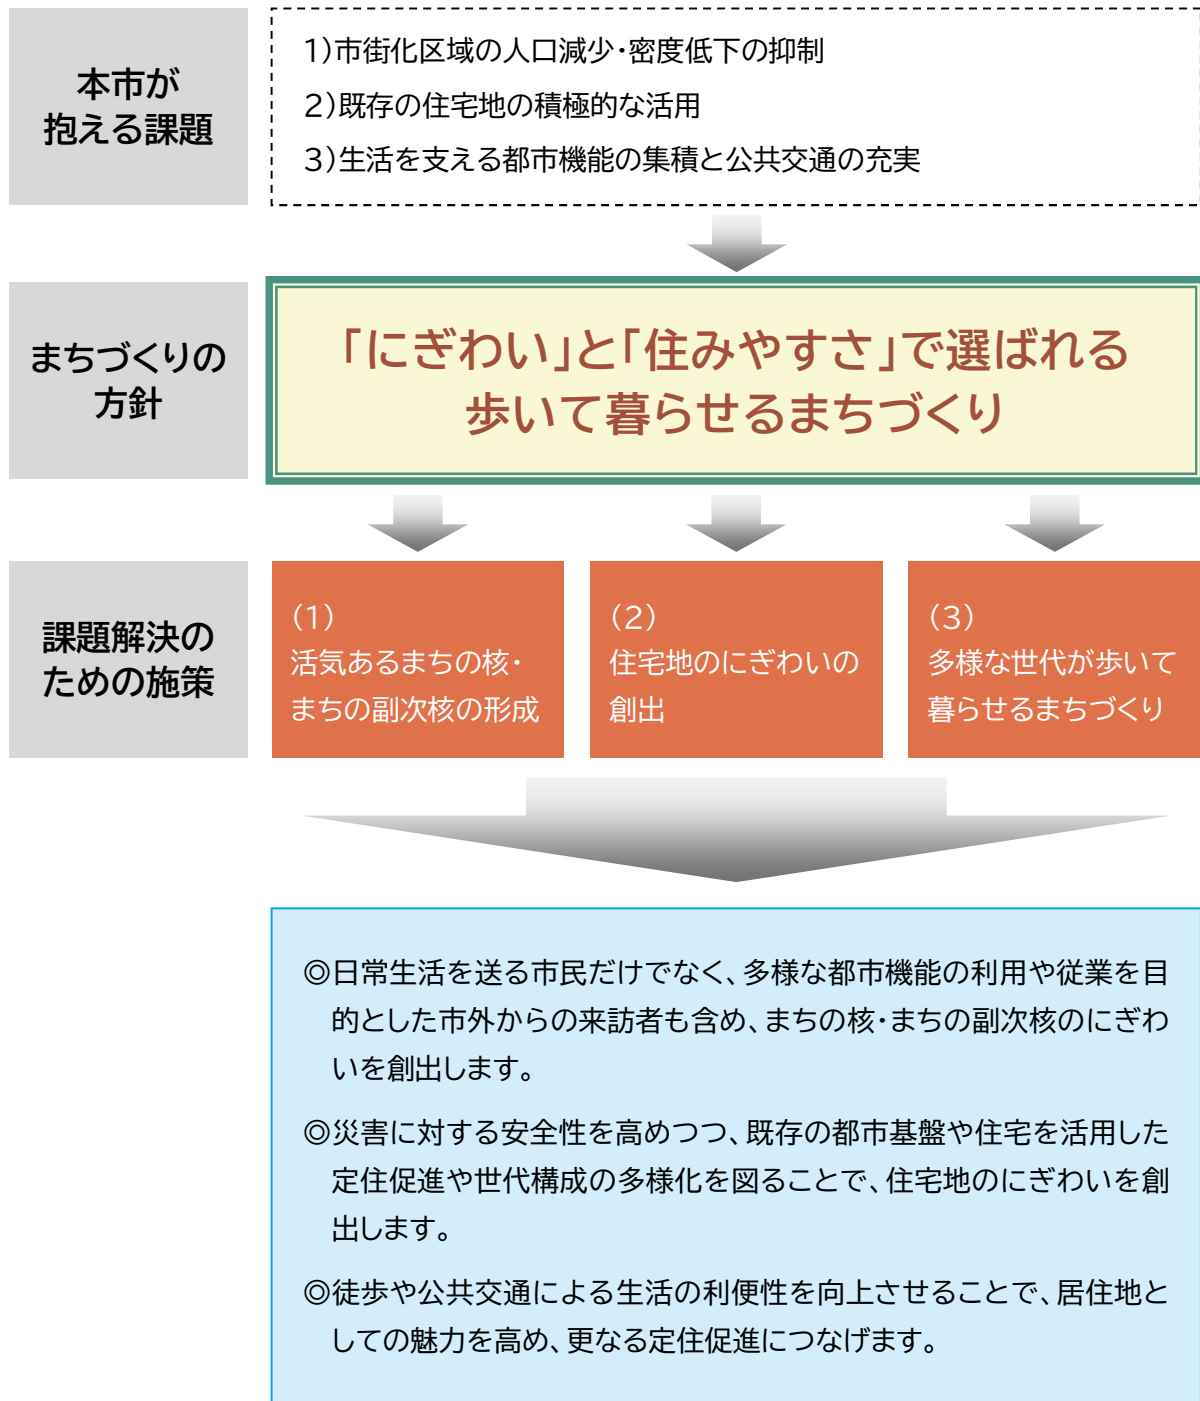 本市が
抱える課題
1）市街化区域の人口減少・密度低下の抑制
2）既存の住宅地の積極的な活用
3）生活を支える都市機能の集積と公共交通の充実
まちづくりの
方針
「にぎわい」と「住みやすさ」で選ばれる
歩いて暮らせるまちづくり
課題解決の
ための施策
（1）
活気あるまちの核・
まちの副次核の形成
（2）
住宅地のにぎわいの
創出
（3）
多様な世代が歩いて
暮らせるまちづくり
◎日常生活を送る市民だけでなく、多様な都市機能の利用や従業を目
的とした市外からの来訪者も含め、まちの核・まちの副次核のにぎわ
いを創出します。
◎災害に対する安全性を高めつつ、既存の都市基盤や住宅を活用した
定住促進や世代構成の多様化を図ることで、住宅地のにぎわいを創
出します。
◎徒歩や公共交通による生活の利便性を向上させることで、居住地と
しての魅力を高め、更なる定住促進につなげます。